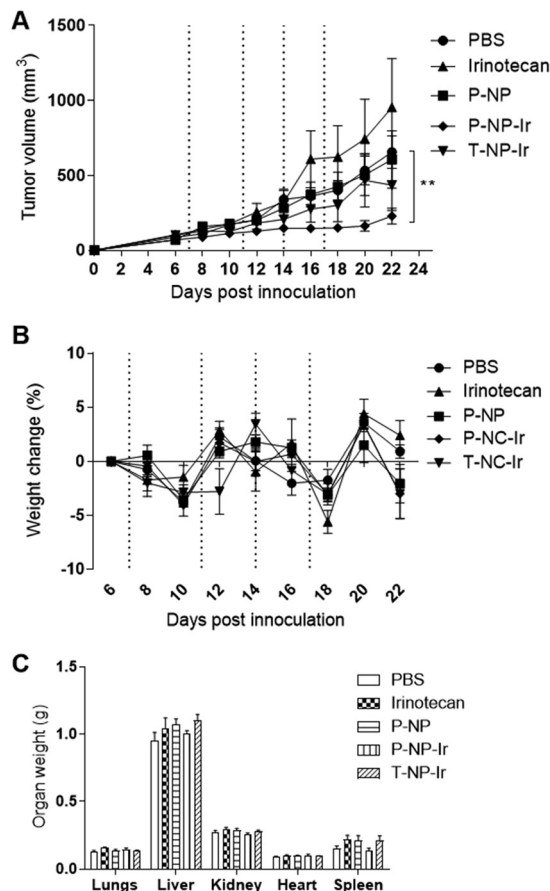 A
Tumor volume (mm³)
1500
1000
500
0
0 2 4 6 8 10 12 14 16 18 20 22 24
Days post innoculation
PBS
Irinotecan
P-NP
P-NP-Ir
T-NP-Ir
**
B
Weight change (%)
10
5
0
-5
-10
6 8 10 12 14 16 18 20 22
Days post innoculation
PBS
Irinotecan
P-NP
P-NC-Ir
T-NC-Ir
C
Organ weight (g)
1.5
1.0
0.5
0.0
Lungs Liver Kidney Heart Spleen
PBS
Irinotecan
P-NP
P-NP-Ir
T-NP-Ir